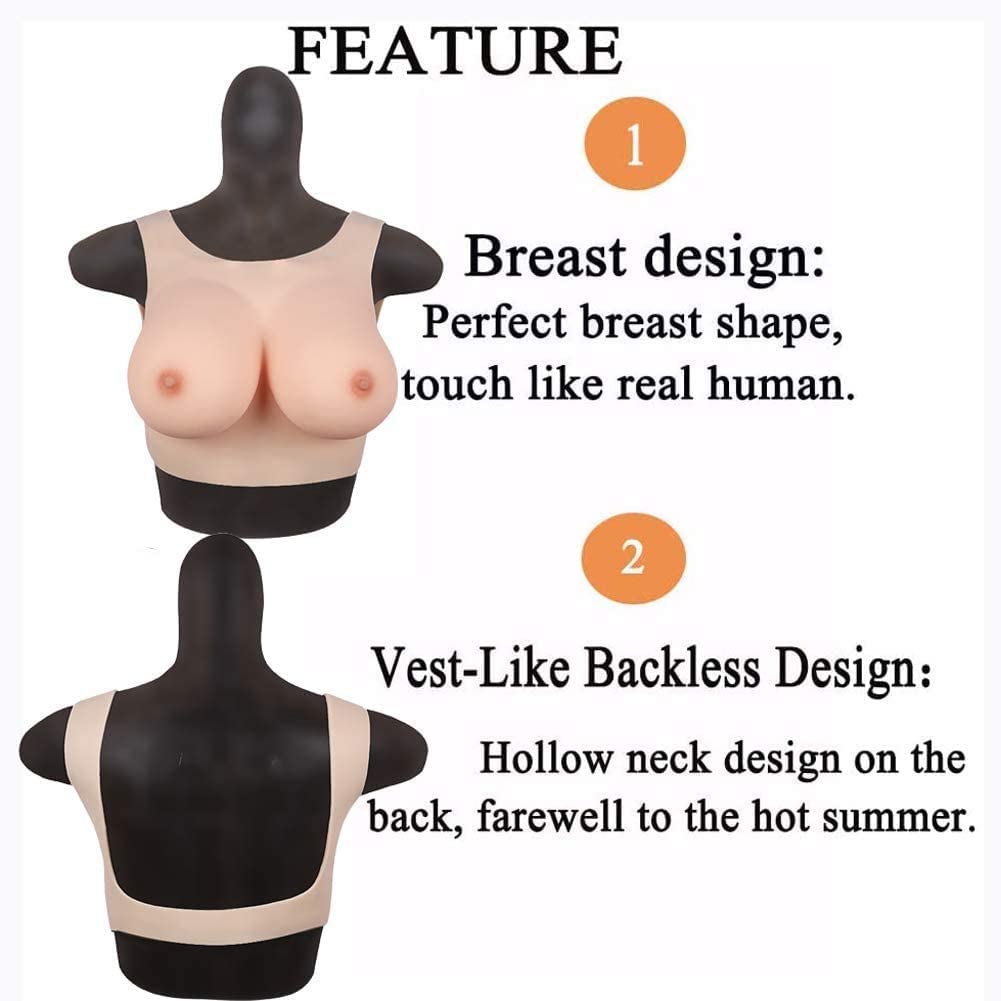 FEATURE
1
Breast design:
Perfect breast shape,
touch like real human.
2
Vest-Like Backless Design：
Hollow neck design on the
back, farewell to the hot summer.